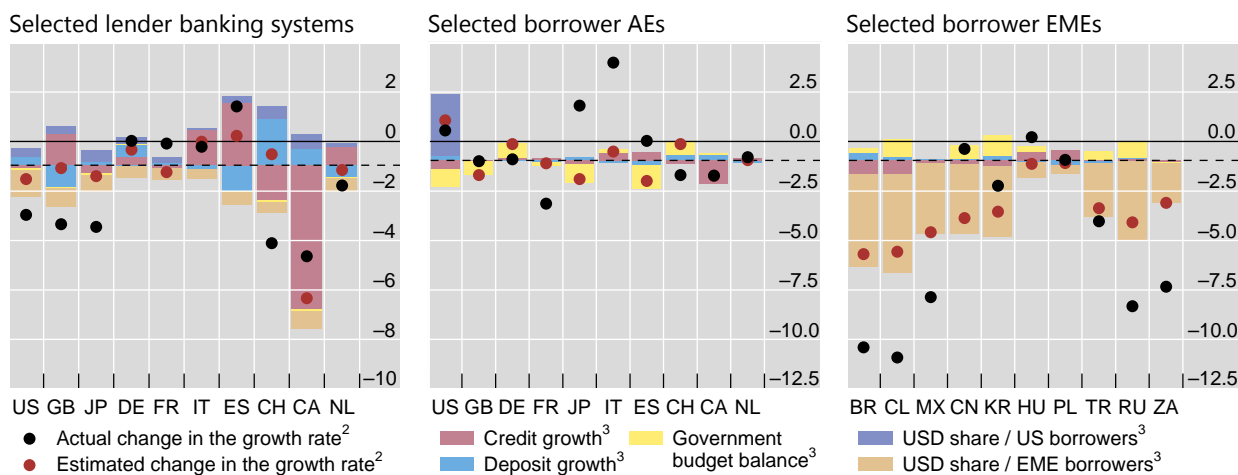 Selected lender banking systems
Selected borrower AEs
Selected borrower EMEs
2
0
–2
–4
–6
–8
–10
US GB JP DE FR IT ES CH CA NL
2.5
0.0
–2.5
–5.0
–7.5
–10.0
–12.5
US GB DE FR JP IT ES CH CA NL
2.5
0.0
–2.5
–5.0
–7.5
–10.0
–12.5
BR CL MX CN KR HU PL TR RU ZA
Actual change in the growth rate²
Estimated change in the growth rate²
Credit growth³
Deposit growth³
Government
budget balance³
USD share / US borrowers³
USD share / EME borrowers³